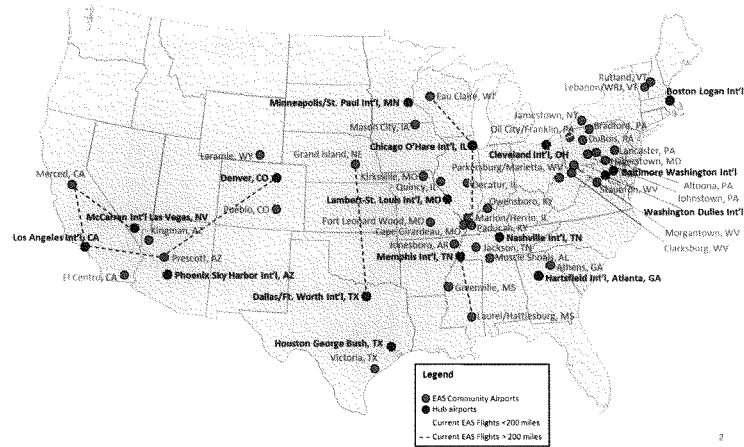 Rutland, VT
Lebanon/WRJ, VT
Boston Logan Int'l,
Eau Claire, WI
Minneapolis/St. Paul Int'l, MN
Jamestown, NY
Mason City, IA
Oil City/Franklin, PA
Bradford, PA
DuBois, PA
Chicago O'Hare Int'l, IL
Lancaster, PA
Laramie, WY
Grand Island, NE
Cleveland Int'l, OH
Hagerstown, MD
Parkersburg/Marietta, WV
Baltimore Washington Int'l
Merced, CA
Denver, CO
Kirksville, MO
Quincy, IL
Decatur, IL
Staunton, WV
Altoona, PA
Johnstown, PA
Lambert-St. Louis Int'l, MO
Owensboro, KY
McCarran Int'l Las Vegas, NV
Pueblo, CO
Fort Leonard Wood, MO
Marion/Herrin, IL
Washington Dulles Int'l
Kingman, AZ
Cape Girardeau, MO
Paducah, KY
Morgantown, WV
Los Angeles Int'l CA
Jonesboro, AR
Nashville Int'l, TN
Clarksburg, WV
Prescott, AZ
Jackson, TN
Memphis Int'l, TN
Muscle Shoals, AL
El Centro, CA
Phoenix Sky Harbor Int'l, AZ
Athens, GA
Greenville, MS
Hartsfield Int'l, Atlanta, GA
Dallas/Ft. Worth Int'l, TX
Laurel/Hattiesburg, MS
Houston George Bush, TX
Victoria, TX
Legend
EAS Community Airports
Hub airports
Current EAS Flights <200 miles
Current EAS Flights > 200 miles
2